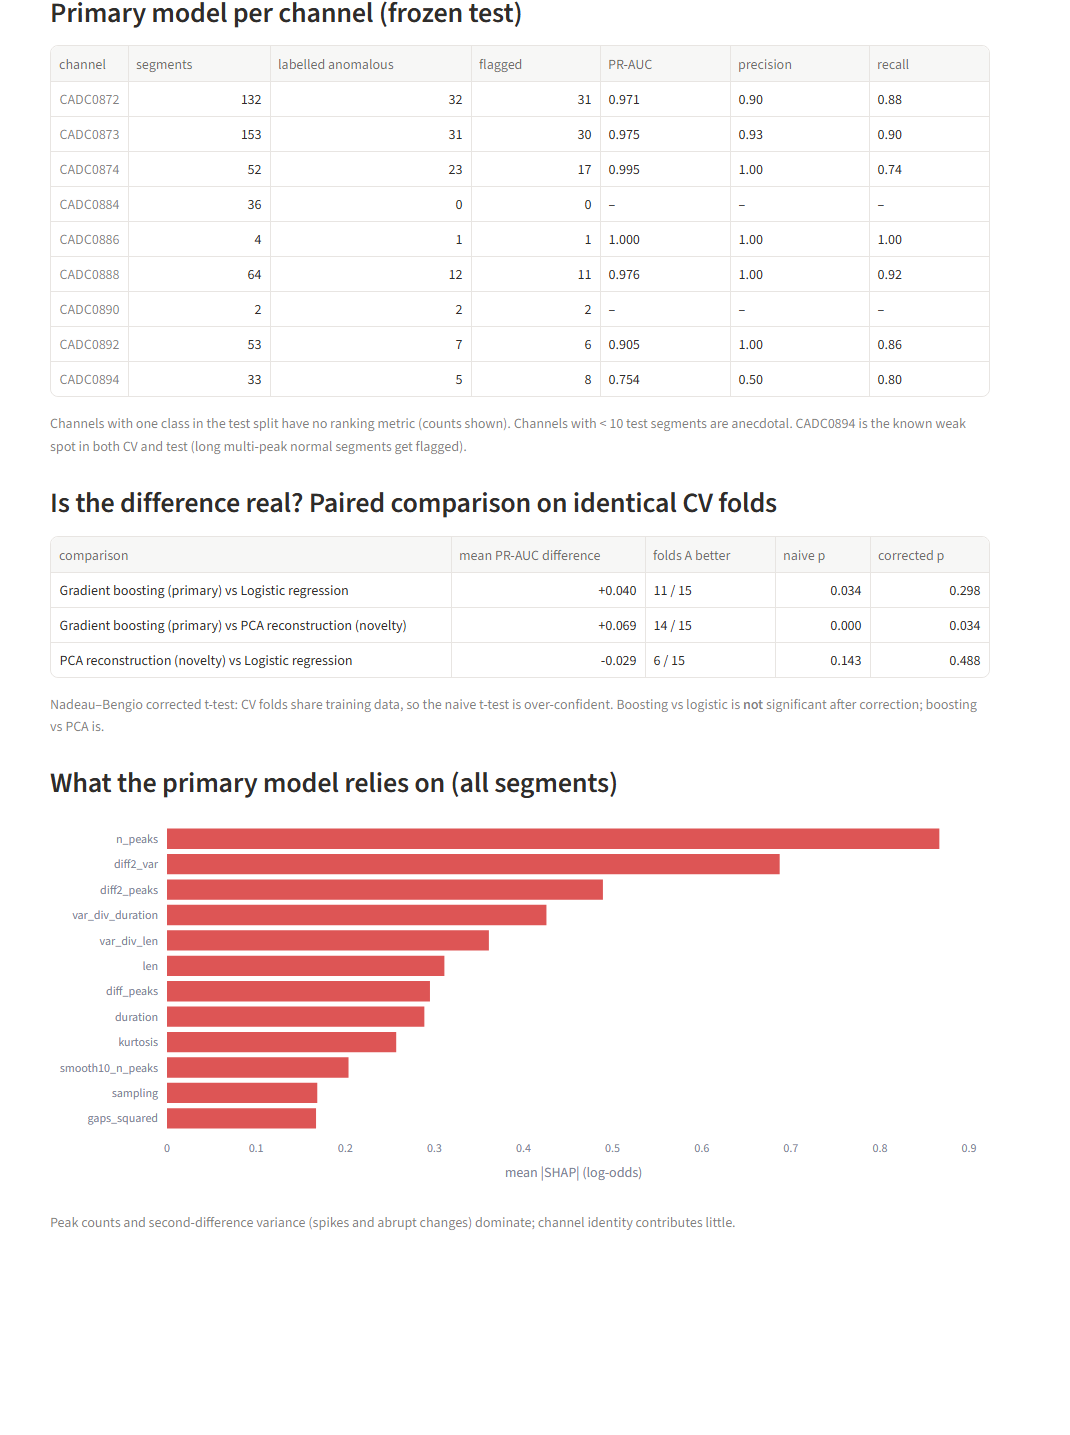 Primary model per channel (frozen test)
channel segments labelled anomalous flagged PR-AUC precision recall
CADC0872 132 32 31 0.971 0.90 0.88
CADC0873 153 31 30 0.975 0.93 0.90
CADC0874 52 23 17 0.995 1.00 0.74
CADC0884 36 0 0 – – –
CADC0886 4 1 1 1.000 1.00 1.00
CADC0888 64 12 11 0.976 1.00 0.92
CADC0890 2 2 2 – – –
CADC0892 53 7 6 0.905 1.00 0.86
CADC0894 33 5 8 0.754 0.50 0.80
Channels with one class in the test split have no ranking metric (counts shown). Channels with < 10 test segments are anecdotal. CADC0894 is the known weak
spot in both CV and test (long multi-peak normal segments get flagged).
Is the difference real? Paired comparison on identical CV folds
comparison mean PR-AUC difference folds A better naive p corrected p
Gradient boosting (primary) vs Logistic regression +0.040 11 / 15 0.034 0.298
Gradient boosting (primary) vs PCA reconstruction (novelty) +0.069 14 / 15 0.000 0.034
PCA reconstruction (novelty) vs Logistic regression -0.029 6 / 15 0.143 0.488
Nadeau–Bengio corrected t-test: CV folds share training data, so the naive t-test is over-confident. Boosting vs logistic is not significant after correction; boosting
vs PCA is.
What the primary model relies on (all segments)
n_peaks
diff2_var
diff2_peaks
var_div_duration
var_div_len
len
diff_peaks
duration
kurtosis
smooth10_n_peaks
sampling
gaps_squared
0 0.1 0.2 0.3 0.4 0.5 0.6 0.7 0.8 0.9
mean |SHAP| (log-odds)
Peak counts and second-difference variance (spikes and abrupt changes) dominate; channel identity contributes little.